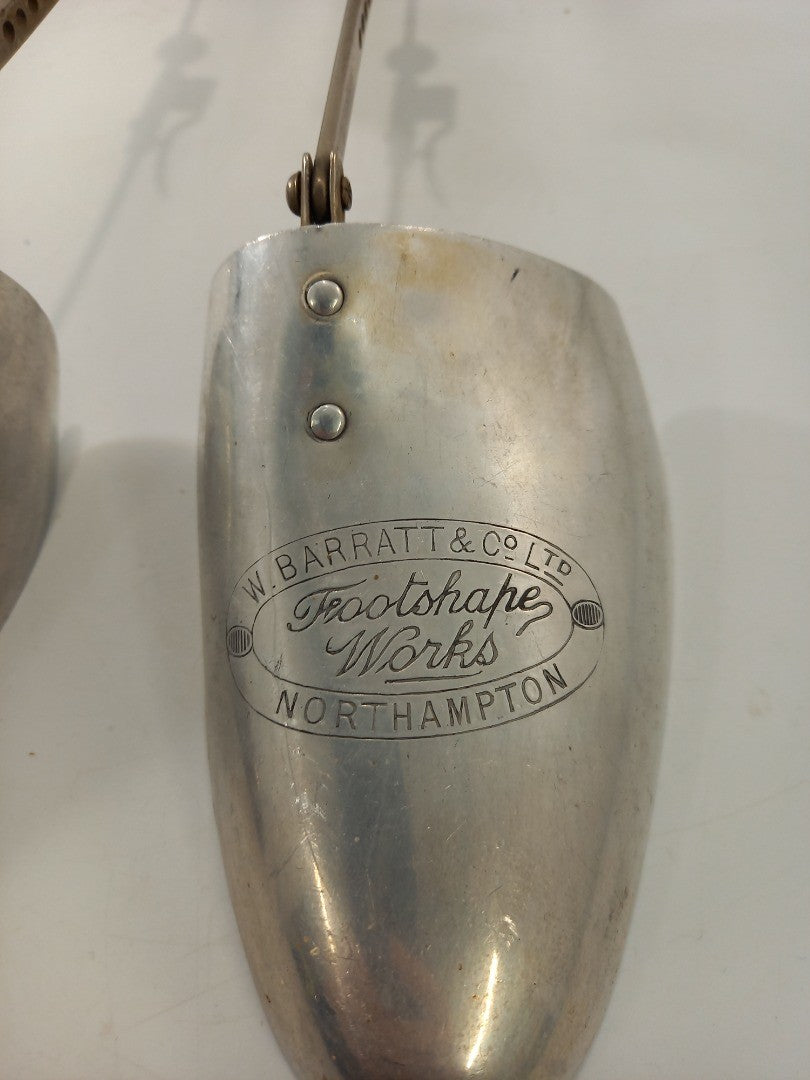 W. BARRATT & Cº LTD
Footshape
Works
NORTHAMPTON